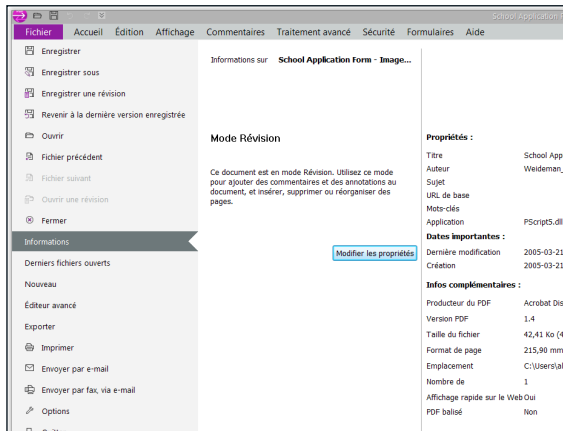 School Application F
Fichier Accueil Édition Affichage Commentaires Traitement avancé Sécurité Formulaires Aide
Enregistrer
Enregistrer sous
Enregistrer une révision
Revenir à la dernière version enregistrée
Ouvrir
Fichier précédent
Fichier suivant
Ouvrir une révision
Fermer
Informations
Derniers fichiers ouverts
Nouveau
Éditeur avancé
Exporter
Imprimer
Envoyer par e-mail
Envoyer par fax, via e-mail
Options
Informations sur School Application Form - Image...
Mode Révision
Ce document est en mode Révision. Utilisez ce mode
pour ajouter des commentaires et des annotations au
document, et insérer, supprimer ou réorganiser des
pages.
Modifier les propriétés
Propriétés :
Titre School App
Auteur Weideman_
Sujet
URL de base
Mots-clés
Application PScript5.dll
Dates importantes :
Dernière modification 2005-03-21
Création 2005-03-21
Infos complémentaires :
Producteur du PDF Acrobat Dis
Version PDF 1.4
Taille du fichier 42,41 Ko (4
Format de page 215,90 mm
Emplacement C:\Users\al
Nombre de 1
Affichage rapide sur le Web Oui
PDF balisé Non